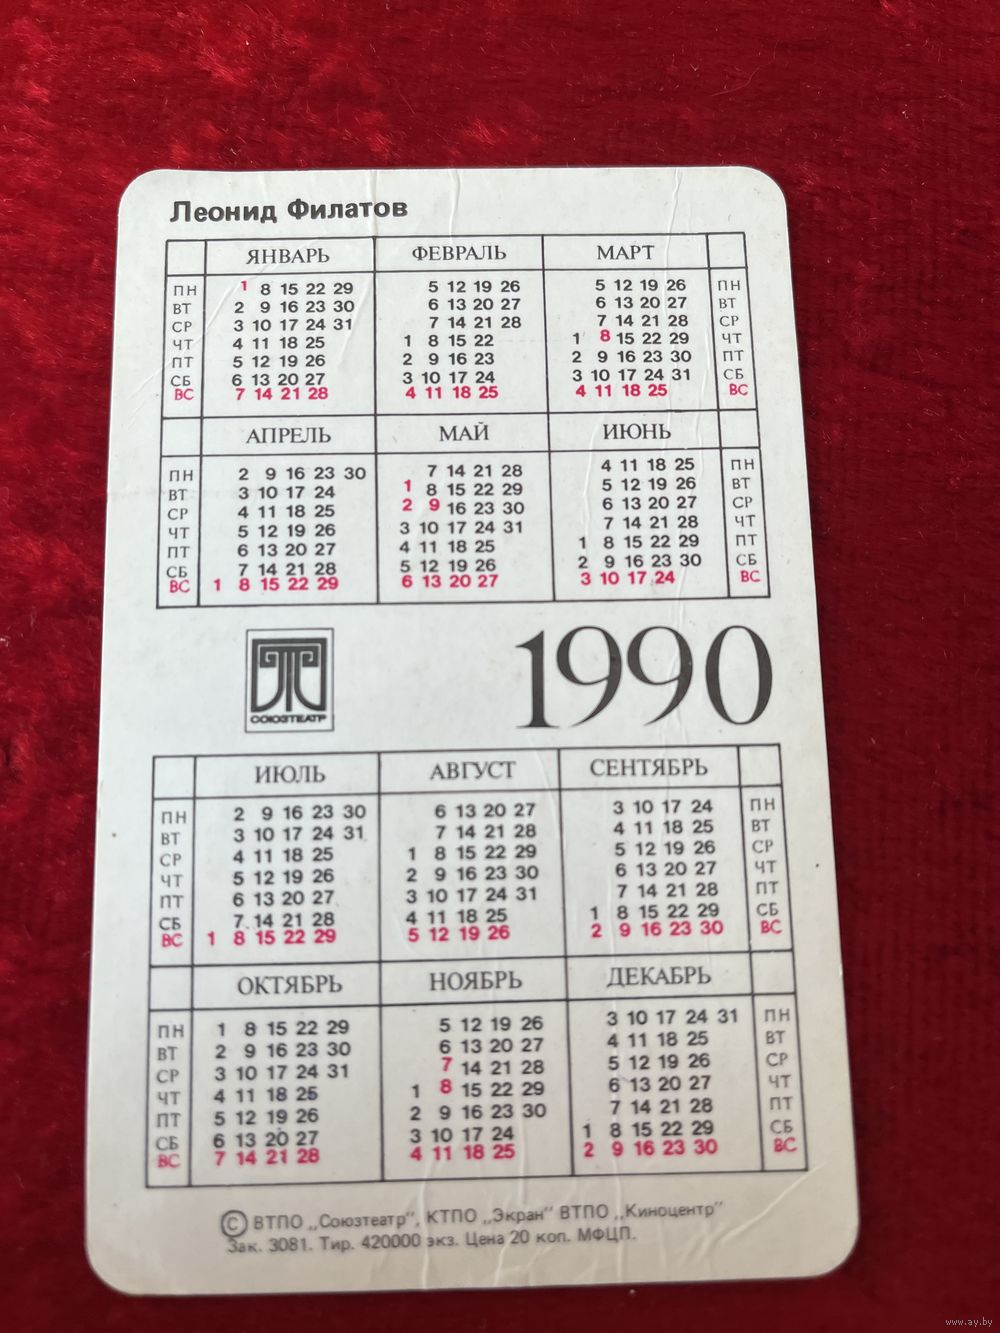 Леонид Филатов
ЯНВАРЬ ФЕВРАЛЬ МАРТ
ПН 1 8 15 22 29 5 12 19 26 5 12 19 26 ПН
ВТ 2 9 16 23 30 6 13 20 27 6 13 20 27 ВТ
СР 3 10 17 24 31 7 14 21 28 7 14 21 28 СР
ЧТ 4 11 18 25 1 8 15 22 1 8 15 22 29 ЧТ
ПТ 5 12 19 26 2 9 16 23 2 9 16 23 30 ПТ
СБ 6 13 20 27 3 10 17 24 3 10 17 24 31 СБ
ВС 7 14 21 28 4 11 18 25 4 11 18 25 ВС
АПРЕЛЬ МАЙ ИЮНЬ
ПН 2 9 16 23 30 7 14 21 28 4 11 18 25 ПН
ВТ 3 10 17 24 1 8 15 22 29 5 12 19 26 ВТ
СР 4 11 18 25 2 9 16 23 30 6 13 20 27 СР
ЧТ 5 12 19 26 3 10 17 24 31 7 14 21 28 ЧТ
ПТ 6 13 20 27 4 11 18 25 1 8 15 22 29 ПТ
СБ 7 14 21 28 5 12 19 26 2 9 16 23 30 СБ
ВС 1 8 15 22 29 6 13 20 27 3 10 17 24 ВС
СОЮЗТЕАТР
1990
ИЮЛЬ АВГУСТ СЕНТЯБРЬ
ПН 2 9 16 23 30 6 13 20 27 3 10 17 24 ПН
ВТ 3 10 17 24 31 7 14 21 28 4 11 18 25 ВТ
СР 4 11 18 25 1 8 15 22 29 5 12 19 26 СР
ЧТ 5 12 19 26 2 9 16 23 30 6 13 20 27 ЧТ
ПТ 6 13 20 27 3 10 17 24 31 7 14 21 28 ПТ
СБ 7 14 21 28 4 11 18 25 1 8 15 22 29 СБ
ВС 1 8 15 22 29 5 12 19 26 2 9 16 23 30 ВС
ОКТЯБРЬ НОЯБРЬ ДЕКАБРЬ
ПН 1 8 15 22 29 5 12 19 26 3 10 17 24 31 ПН
ВТ 2 9 16 23 30 6 13 20 27 4 11 18 25 ВТ
СР 3 10 17 24 31 7 14 21 28 5 12 19 26 СР
ЧТ 4 11 18 25 1 8 15 22 29 6 13 20 27 ЧТ
ПТ 5 12 19 26 2 9 16 23 30 7 14 21 28 ПТ
СБ 6 13 20 27 3 10 17 24 1 8 15 22 29 СБ
ВС 7 14 21 28 4 11 18 25 2 9 16 23 30 ВС
© ВТПО „Союзтеатр", КТПО „Экран" ВТПО „Киноцентр"
Зак. 3081. Тир. 420000 экз. Цена 20 коп. МФЦП.
www.ay.by